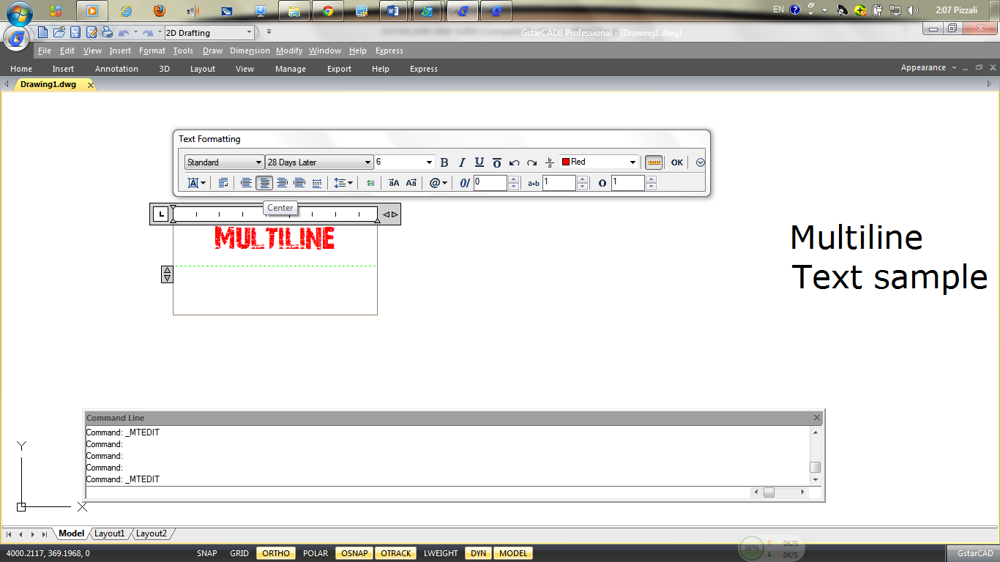 EN
2:07 Pizzali
2D Drafting
GstarCAD8 Professional - [Drawing1.dwg]
File Edit View Insert Format Tools Draw Dimension Modify Window Help Express
Home Insert Annotation 3D Layout View Manage Export Help Express
Appearance
Drawing1.dwg
Text Formatting
Standard 28 Days Later 6 B I U O b/a Red OK
A aA Aa @ 0/ 0 a+b 1 O 1
L
Center
MULTILINE
Multiline
Text sample
Command Line
Command: _MTEDIT
Command:
Command:
Command:
Command: _MTEDIT
Y
X
Model Layout1 Layout2
4000.2117, 369.1968, 0 SNAP GRID ORTHO POLAR OSNAP OTRACK LWEIGHT DYN MODEL
36%
0K/S
0K/S
GstarCAD